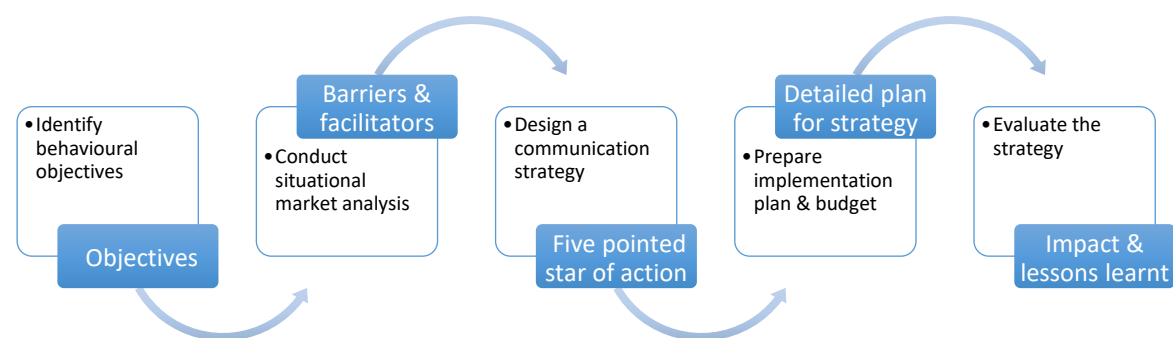 •Identify
behavioural
objectives
Objectives
Barriers &
facilitators
•Conduct
situational
market analysis
•Design a
communication
strategy
Five pointed
star of action
Detailed plan
for strategy
•Prepare
implementation
plan & budget
•Evaluate the
strategy
Impact &
lessons learnt